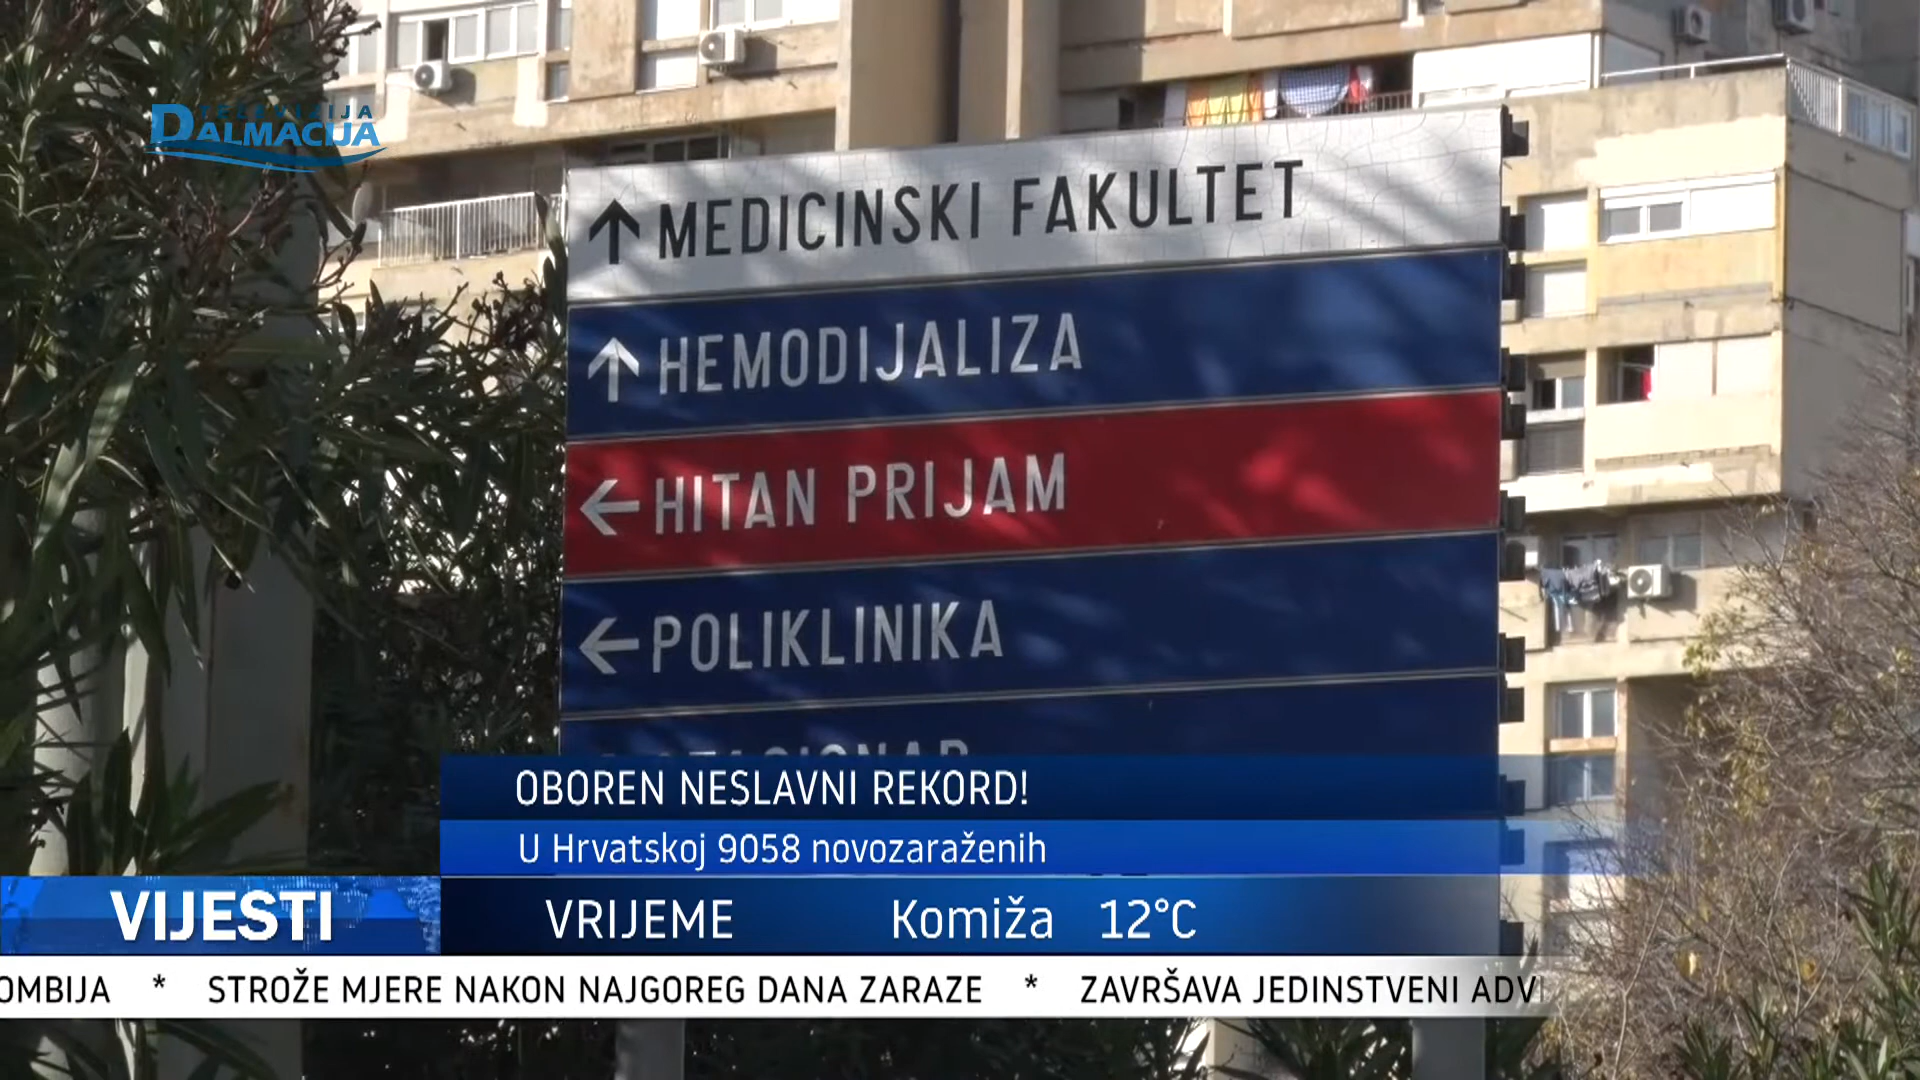 TELEVIZIJA
DALMACIJA
MEDICINSKI FAKULTET
HEMODIJALIZA
HITAN PRIJAM
POLIKLINIKA
OBOREN NESLAVNI REKORD!
U Hrvatskoj 9058 novozaraženih
VIJESTI
VRIJEME Komiža 12°C
OMBIJA * STROŽE MJERE NAKON NAJGOREG DANA ZARAZE * ZAVRŠAVA JEDINSTVENI ADV